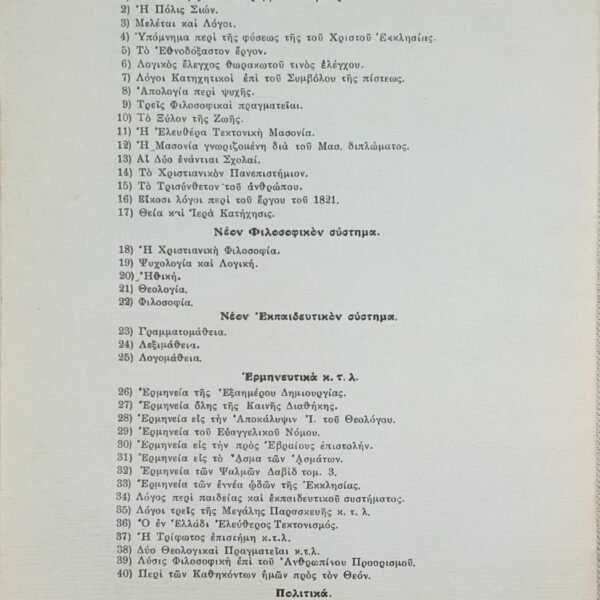 2) Ἡ Πόλις Σιών.
3) Μελέται καὶ Λόγοι.
4) Ὑπόμνημα περὶ τῆς φύσεως τῆς τοῦ Χριστοῦ Ἐκκλησίας.
5) Τὸ Ἐθνοδόξαστον ἔργον.
6) Λογικὸς ἔλεγχος θωρακωτοῦ τινὸς ἐλέγχου.
7) Λόγοι Κατηχητικοὶ ἐπὶ τοῦ Συμβόλου τῆς πίστεως.
8) Ἀπολογία περὶ ψυχῆς.
9) Τρεῖς Φιλοσοφικαὶ πραγματεῖαι.
10) Τὸ Ξύλον τῆς Ζωῆς.
11) Ἡ Ἐλευθέρα Τεκτονικὴ Μασονία.
12) Ἡ Μασονία γνωριζομένη διὰ τοῦ Μασ. διπλώματος.
13) Αἱ Δύο ἐνάντιαι Σχολαί.
14) Τὸ Χριστιανικὸν Πανεπιστήμιον.
15) Τὸ Τρισύνθετον τοῦ ἀνθρώπου.
16) Εἴκοσι λόγοι περὶ τοῦ ἔργου τοῦ 1821.
17) Θεία καὶ Ἱερὰ Κατήχησις.
Νέον Φιλοσοφικὸν σύστημα.
18) Ἡ Χριστιανικὴ Φιλοσοφία.
19) Ψυχολογία καὶ Λογική.
20) Ἠθική.
21) Θεολογία.
22) Φιλοσοφία.
Νέον Ἐκπαιδευτικὸν σύστημα.
23) Γραμματομάθεια.
24) Λεξιμάθεια.
25) Λογομάθεια.
Ἑρμηνευτικὰ κ. τ. λ.
26) Ἑρμηνεία τῆς Ἑξαημέρου Δημιουργίας.
27) Ἑρμηνεία ὅλης τῆς Καινῆς Διαθήκης.
28) Ἑρμηνεία εἰς τὴν Ἀποκάλυψιν Ἰ. τοῦ Θεολόγου.
29) Ἑρμηνεία τοῦ Εὐαγγελικοῦ Νόμου.
30) Ἑρμηνεία εἰς τὴν πρὸς Ἑβραίους ἐπιστολήν.
31) Ἑρμηνεία εἰς τὸ ᾎσμα τῶν ᾀσμάτων.
32) Ἑρμηνεία τῶν Ψαλμῶν Δαβὶδ τομ. 3.
33) Ἑρμηνεία τῶν ἐννέα ᾠδῶν τῆς Ἐκκλησίας.
34) Λόγος περὶ παιδείας καὶ ἐκπαιδευτικοῦ συστήματος.
35) Λόγοι τρεῖς τῆς Μεγάλης Παρασκευῆς κ. τ. λ.
36) Ὁ ἐν Ἑλλάδι Ἐλεύθερος Τεκτονισμός.
37) Ἡ Τρίφωτος ἐπιστήμη κ.τ.λ.
38) Δύο Θεολογικαὶ Πραγματεῖαι κ.τ.λ.
39) Λύσις Φιλοσοφικὴ ἐπὶ τοῦ Ἀνθρωπίνου Προορισμοῦ.
40) Περὶ τῶν Καθηκόντων ἡμῶν πρὸς τὸν Θεόν.
Πολιτικά.